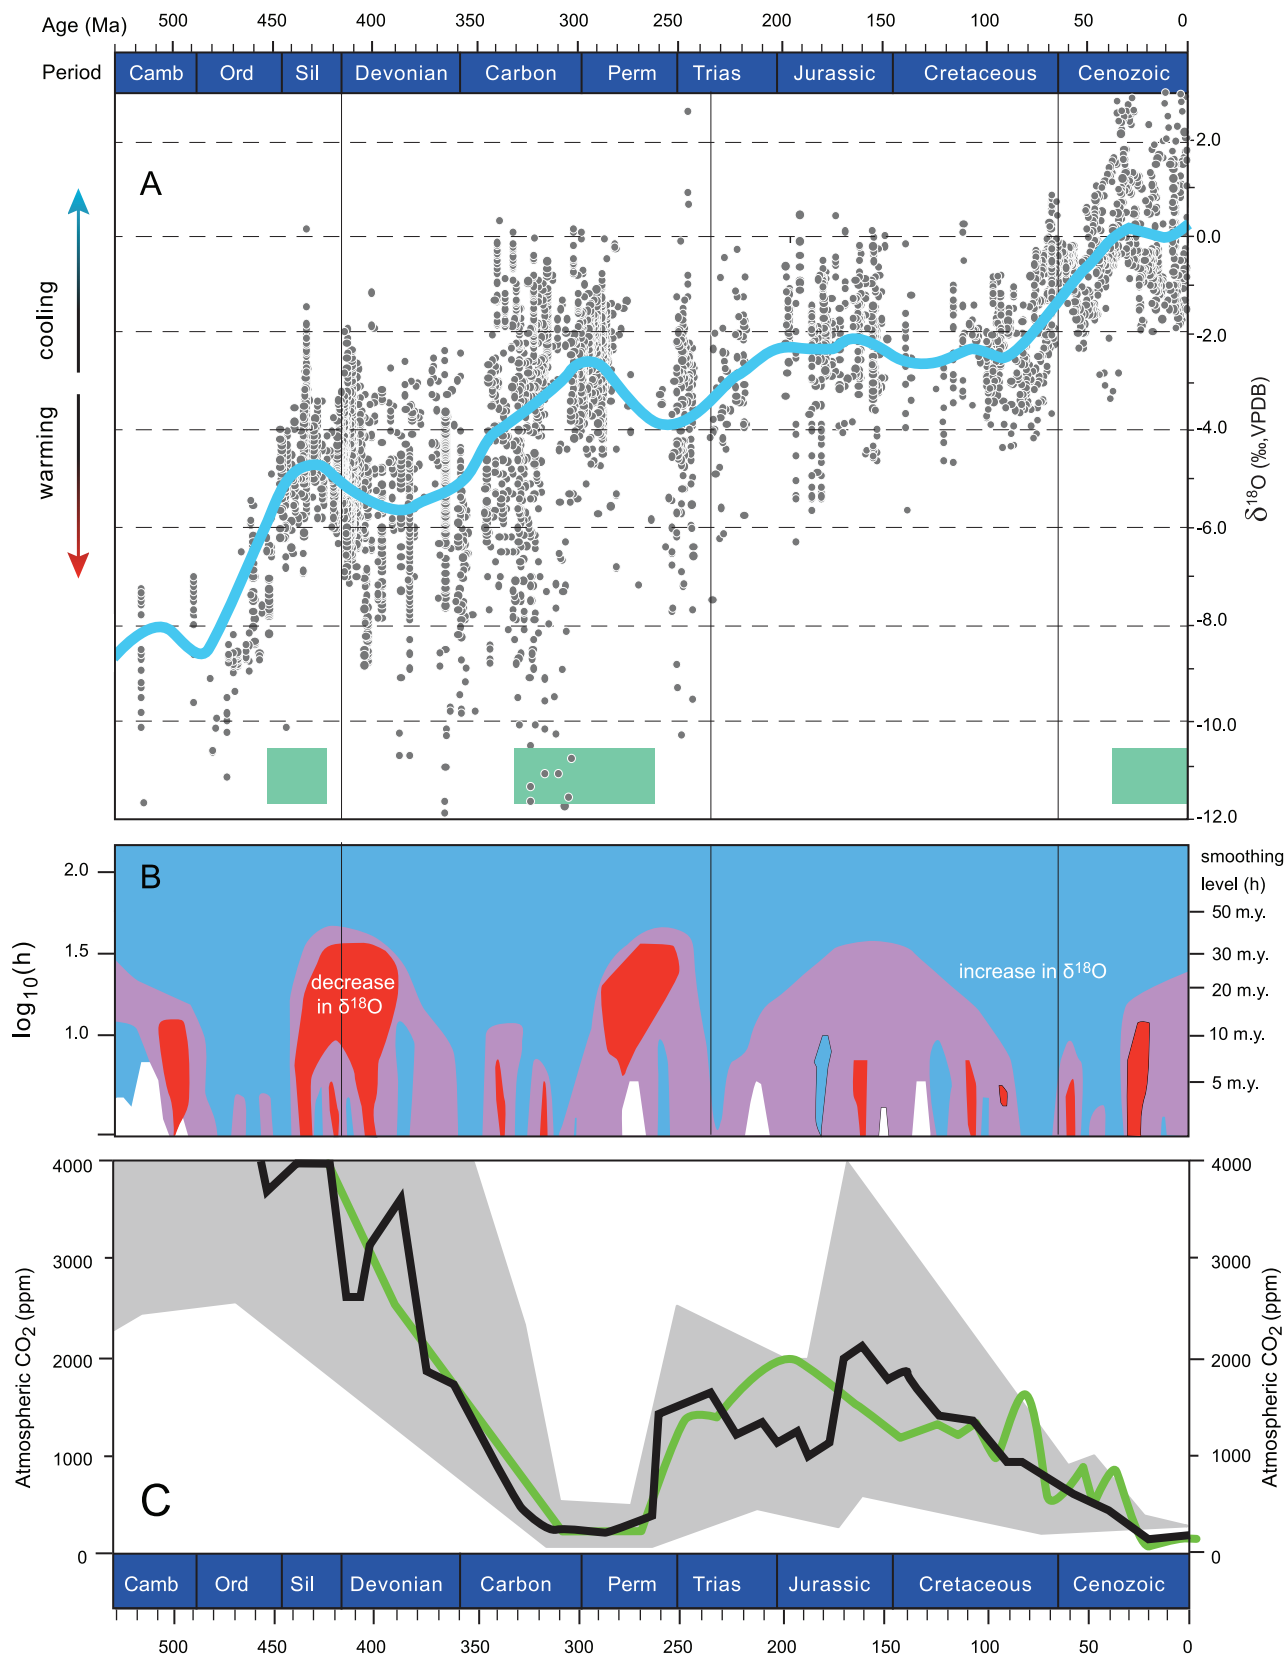 Age (Ma) 500 450 350 400 300 250 200 150 100 50 0
Period Camb Ord Sil Devonian Carbon Perm Trias Jurassic Cretaceous Cenozoic
A
cooling
warming
2.0
0.0
-2.0
-4.0
-6.0
-8.0
-10.0
-12.0
δ18O (‰,VPDB)
B
2.0
1.5
1.0
log10(h)
decrease
in δ18O
increase in δ18O
smoothing
level (h)
50 m.y.
30 m.y.
20 m.y.
10 m.y.
5 m.y.
C
4000
3000
2000
1000
0
Atmospheric CO2 (ppm)
4000
3000
2000
1000
0
Atmospheric CO2 (ppm)
Camb Ord Sil Devonian Carbon Perm Trias Jurassic Cretaceous Cenozoic
500 450 400 350 300 250 200 150 100 50 0